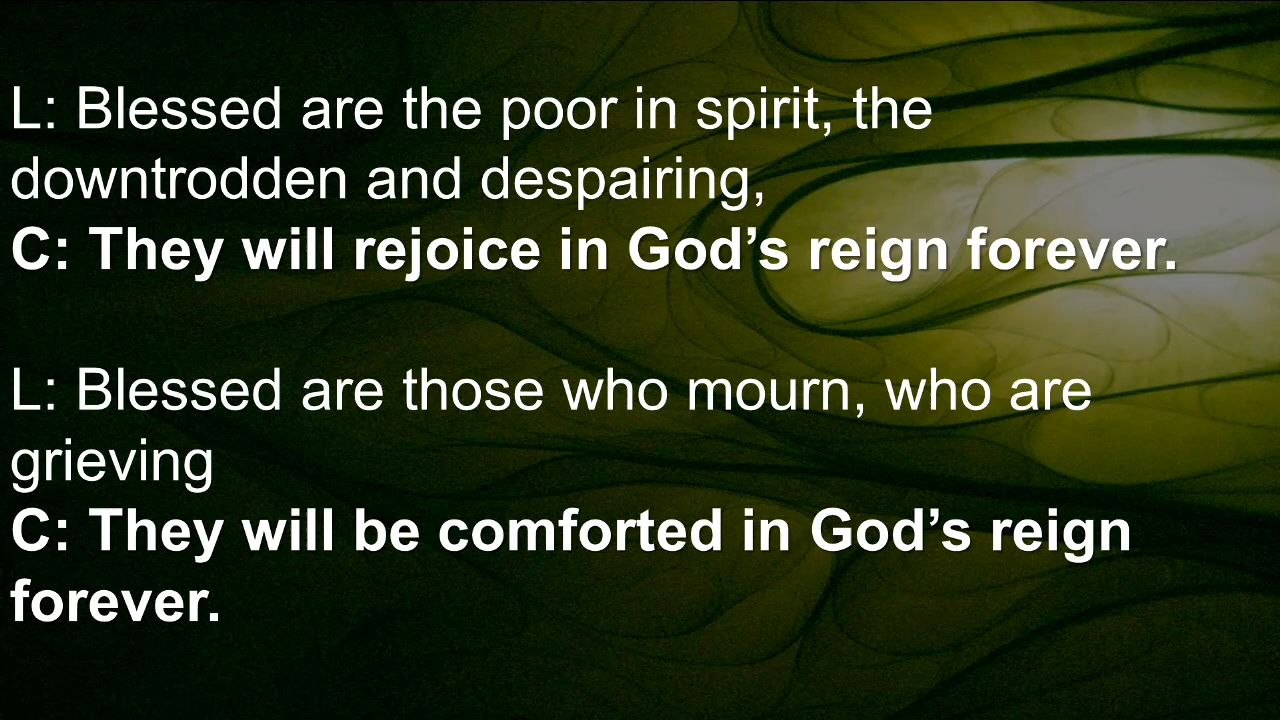 L: Blessed are the poor in spirit, the
downtrodden and despairing,
C: They will rejoice in God’s reign forever.
L: Blessed are those who mourn, who are
grieving
C: They will be comforted in God’s reign
forever.